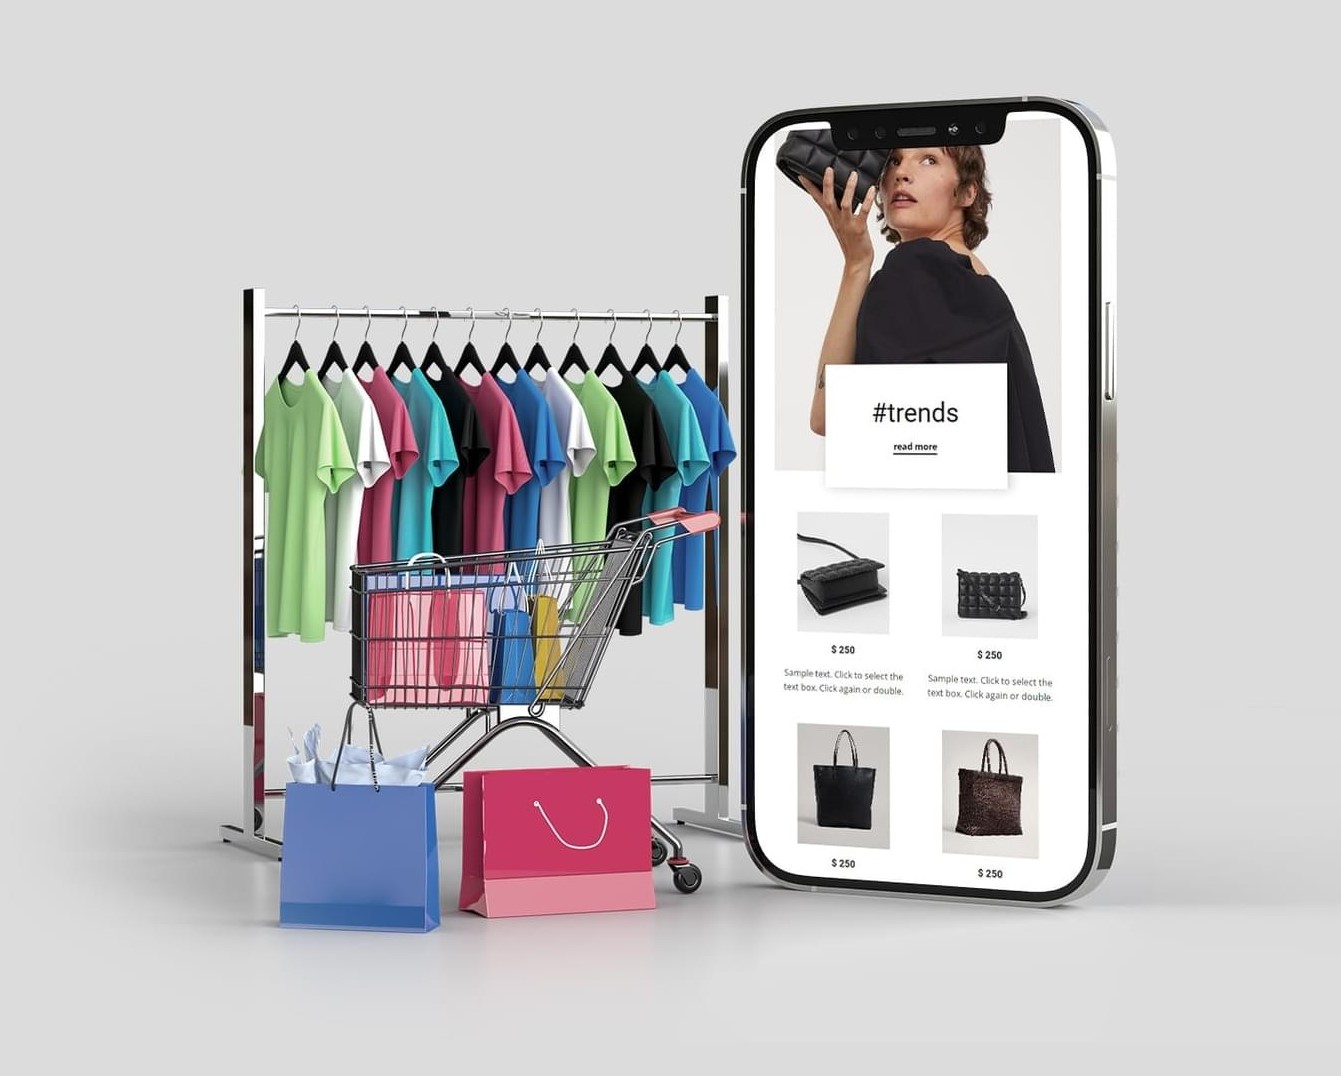 #trends
read more
$ 250
$ 250
Sample text. Click to select the
text box. Click again or double.
Sample text. Click to select the
text box. Click again or double.
$ 250
$ 250